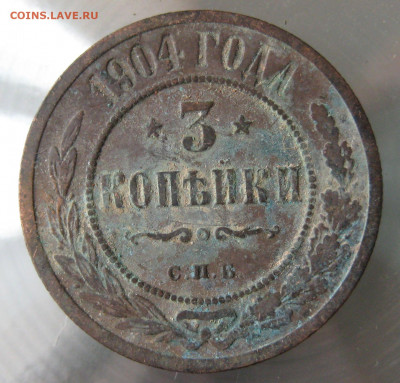 COINS.LAVE.RU
1904 ГОДА
3
КОПѢЙКИ
С.П.Б.